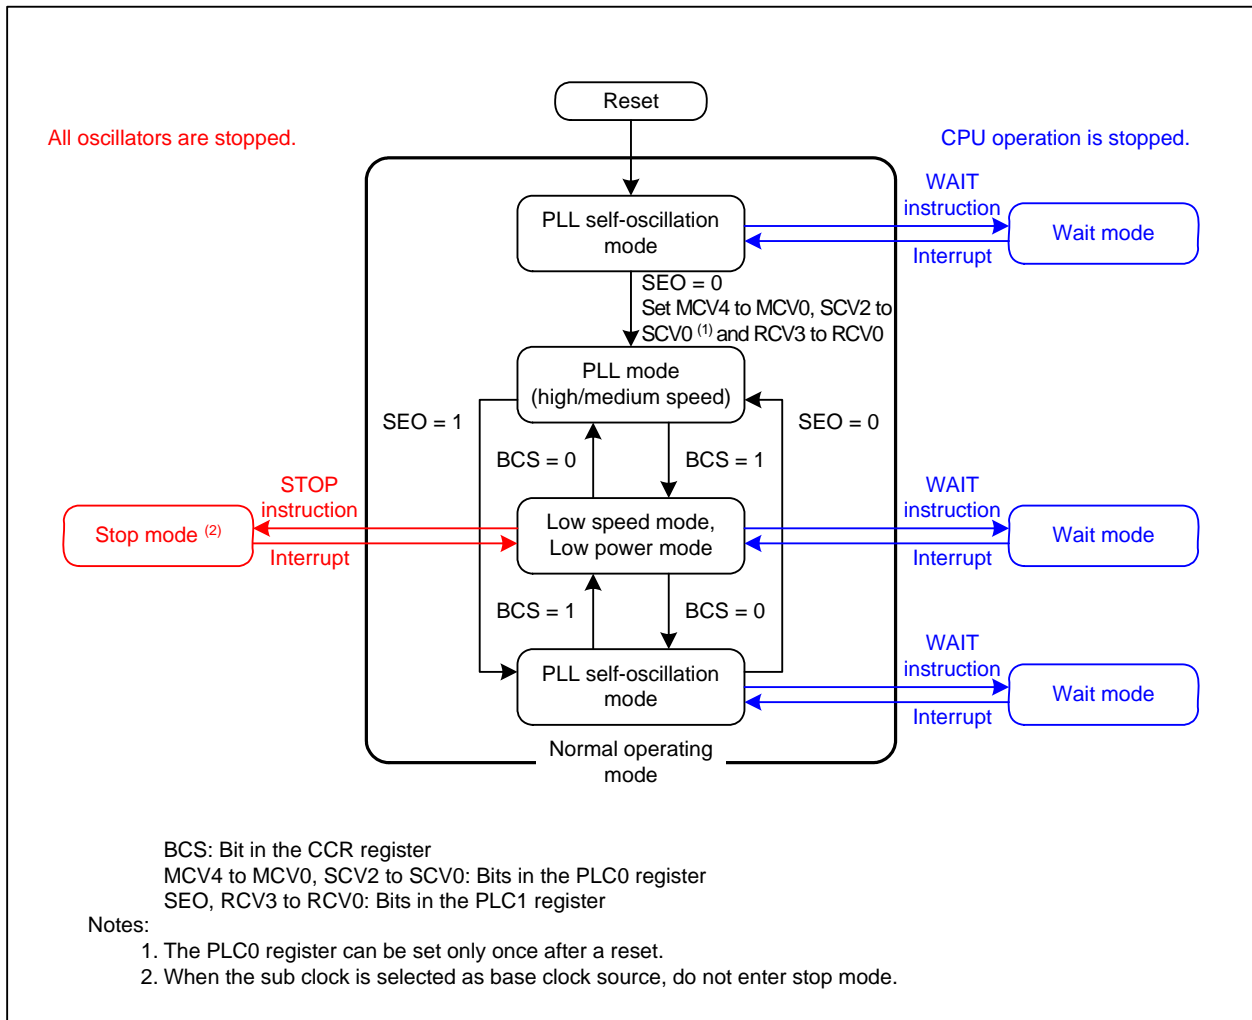 Reset
All oscillators are stopped.
CPU operation is stopped.
PLL self-oscillation
mode
WAIT
instruction
Interrupt
Wait mode
SEO = 0
Set MCV4 to MCV0, SCV2 to
SCV0 (1) and RCV3 to RCV0
PLL mode
(high/medium speed)
SEO = 1
SEO = 0
BCS = 0
BCS = 1
STOP
instruction
Interrupt
Stop mode (2)
Low speed mode,
Low power mode
WAIT
instruction
Interrupt
Wait mode
BCS = 1
BCS = 0
PLL self-oscillation
mode
WAIT
instruction
Interrupt
Wait mode
Normal operating
mode
BCS: Bit in the CCR register
MCV4 to MCV0, SCV2 to SCV0: Bits in the PLC0 register
SEO, RCV3 to RCV0: Bits in the PLC1 register
Notes:
1. The PLC0 register can be set only once after a reset.
2. When the sub clock is selected as base clock source, do not enter stop mode.